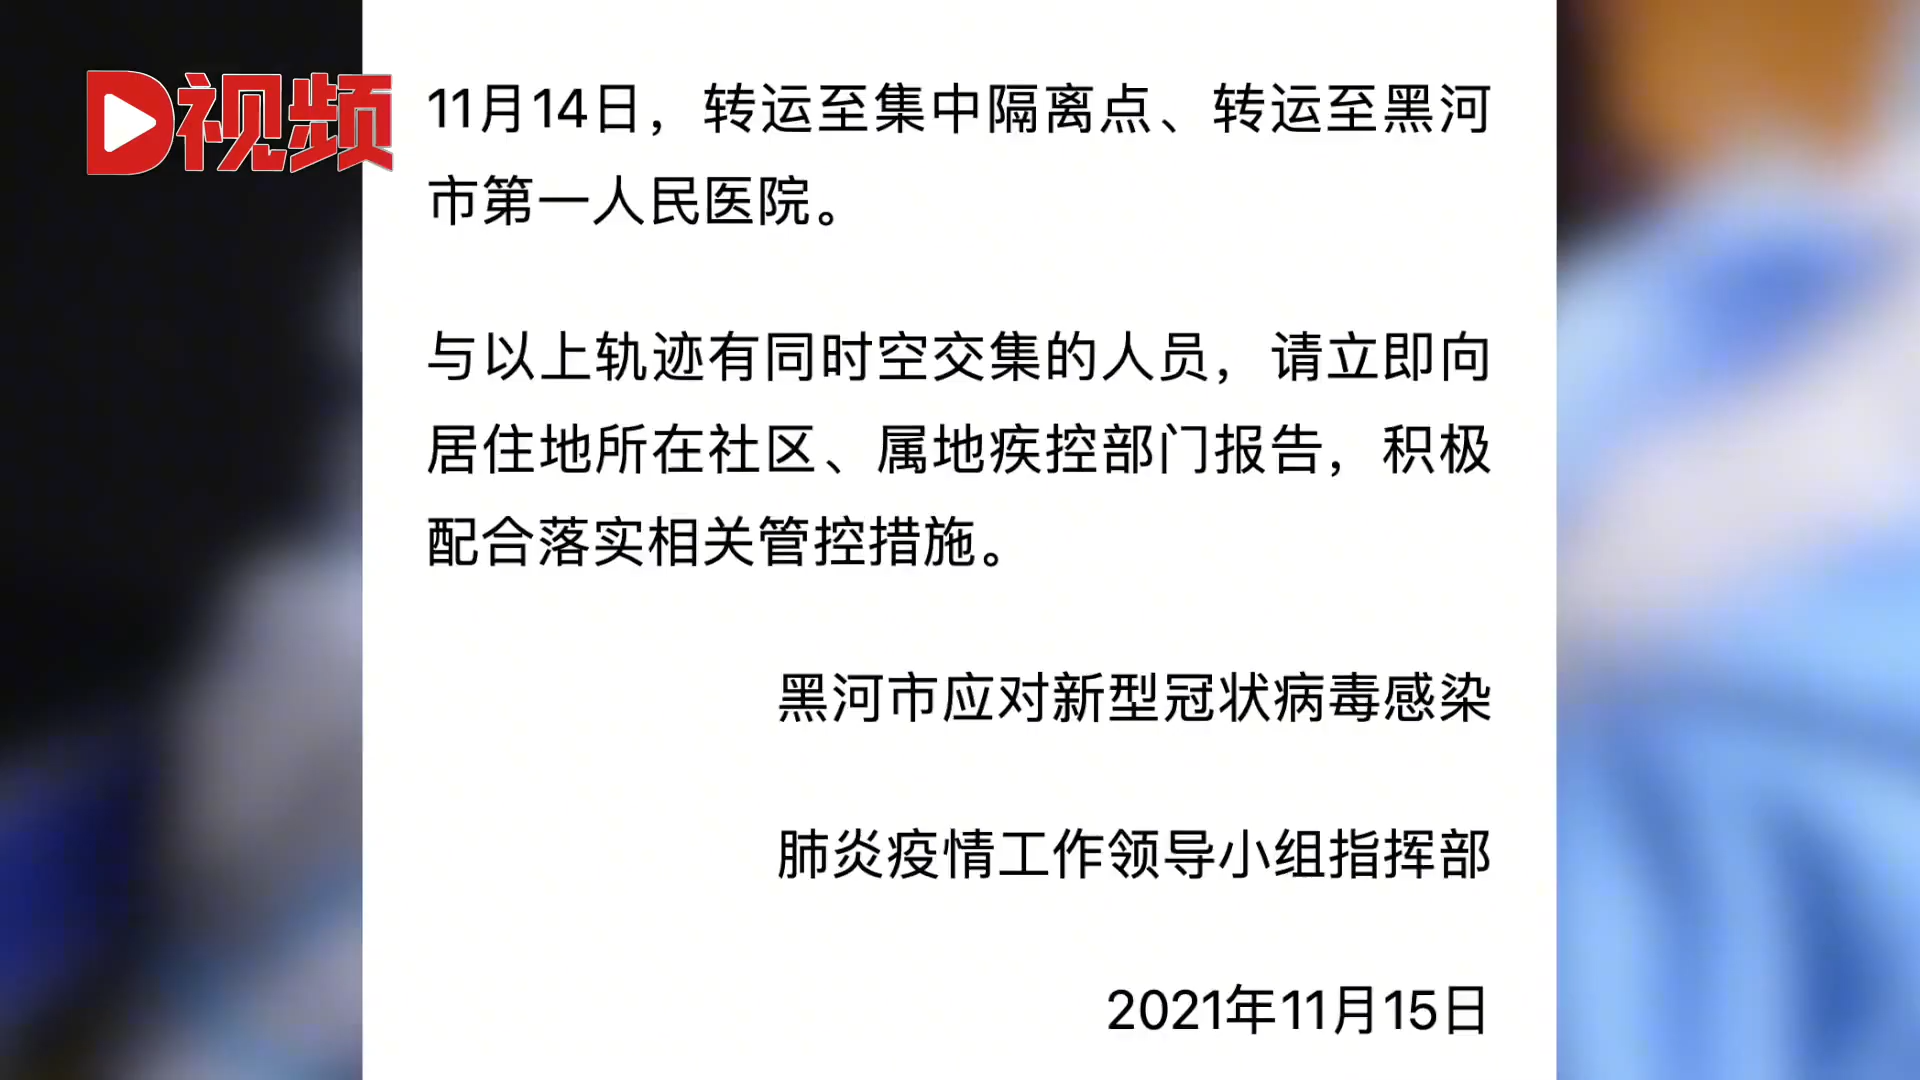 视频
11月14日，转运至集中隔离点、转运至黑河
市第一人民医院。
与以上轨迹有同时空交集的人员，请立即向
居住地所在社区、属地疾控部门报告，积极
配合落实相关管控措施。
黑河市应对新型冠状病毒感染
肺炎疫情工作领导小组指挥部
2021年11月15日